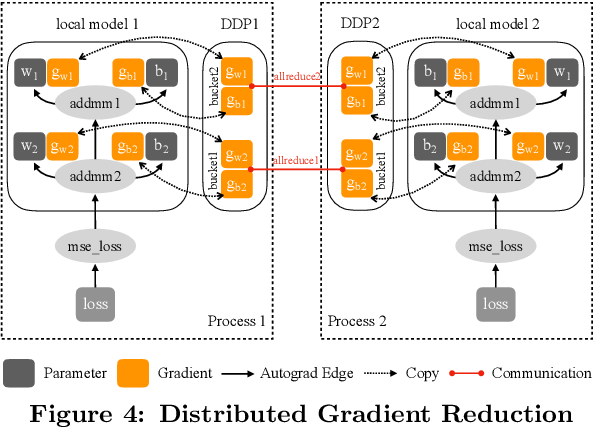 local model 1
DDP1
DDP2
local model 2
w1 gw1 gb1 b1
addmm1
w2 gw2 gb2 b2
addmm2
mse_loss
loss
bucket2
gw1
gb1
bucket1
gw2
gb2
Process 1
allreduce2
allreduce1
bucket2
gw1
gb1
bucket1
gw2
gb2
b1 gb1 gw1 w1
addmm1
b2 gb2 gw2 w2
addmm2
mse_loss
loss
Process 2
Parameter Gradient Autograd Edge Copy Communication
Figure 4: Distributed Gradient Reduction